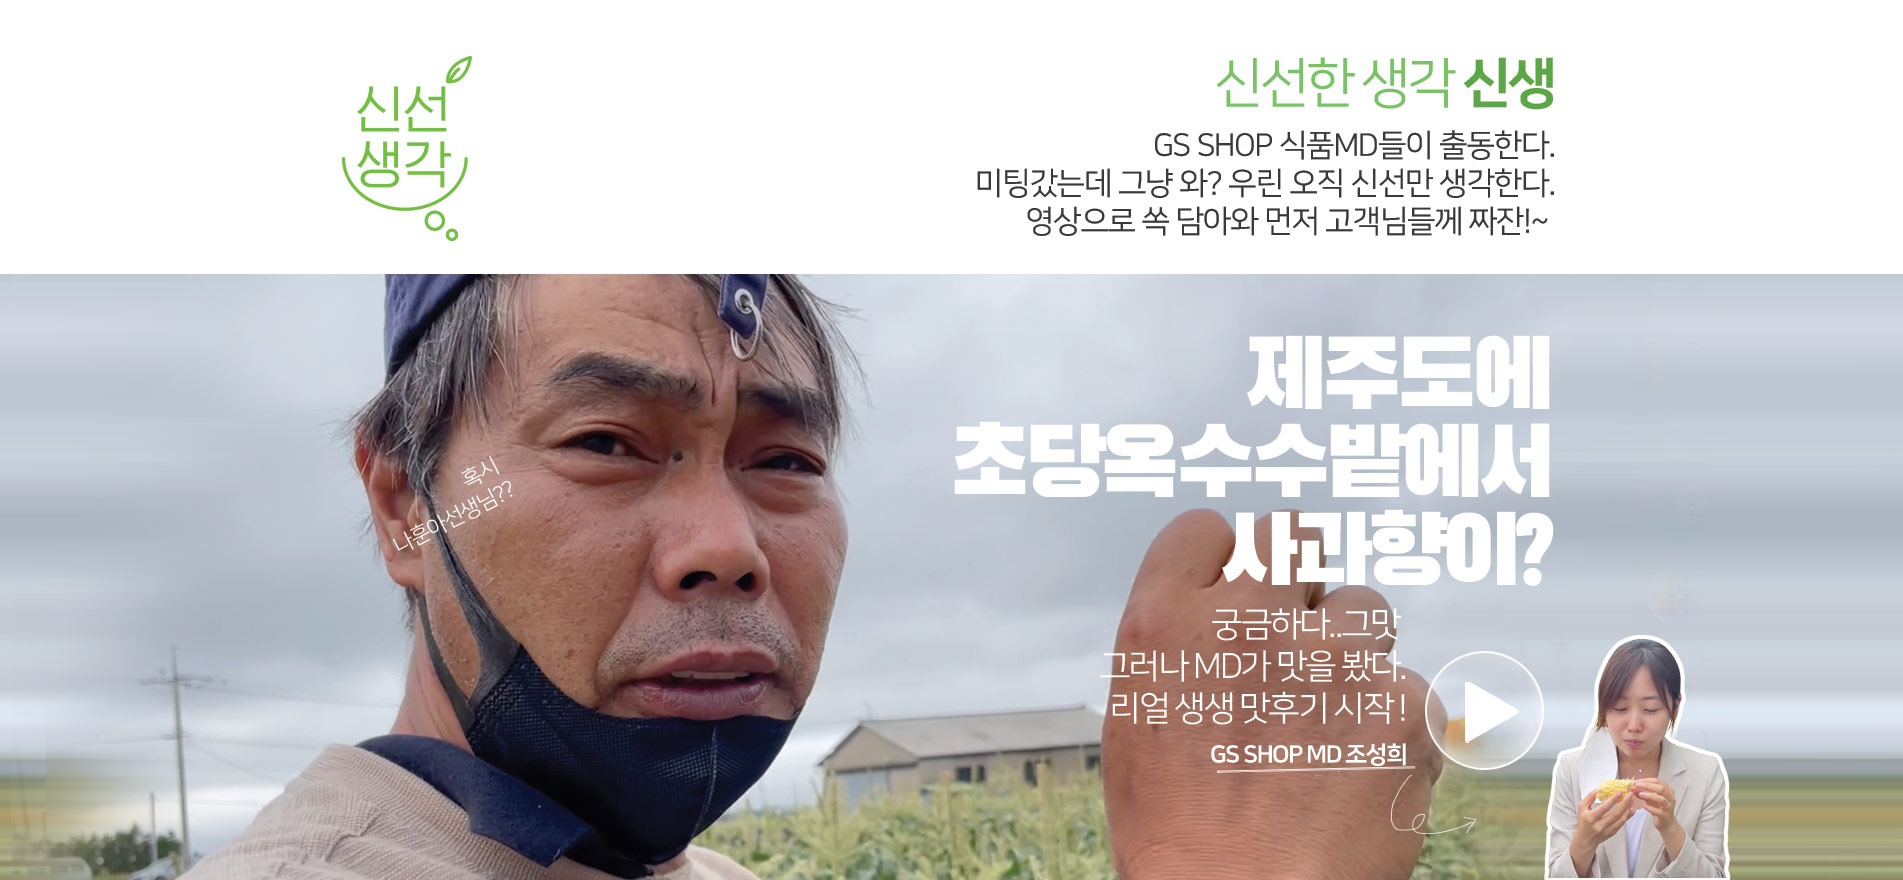 신선
생각
신선한 생각 신생
GS SHOP 식품MD들이 출동한다.
미팅갔는데 그냥 와? 우린 오직 신선만 생각한다.
영상으로 쏙 담아와 먼저 고객님들께 짜잔!~
혹시
나훈아선생님??
제주도에
초당옥수수밭에서
사과향이?
궁금하다..그맛
그러나 MD가 맛을 봤다.
리얼 생생 맛후기 시작 !
GS SHOP MD 조성희